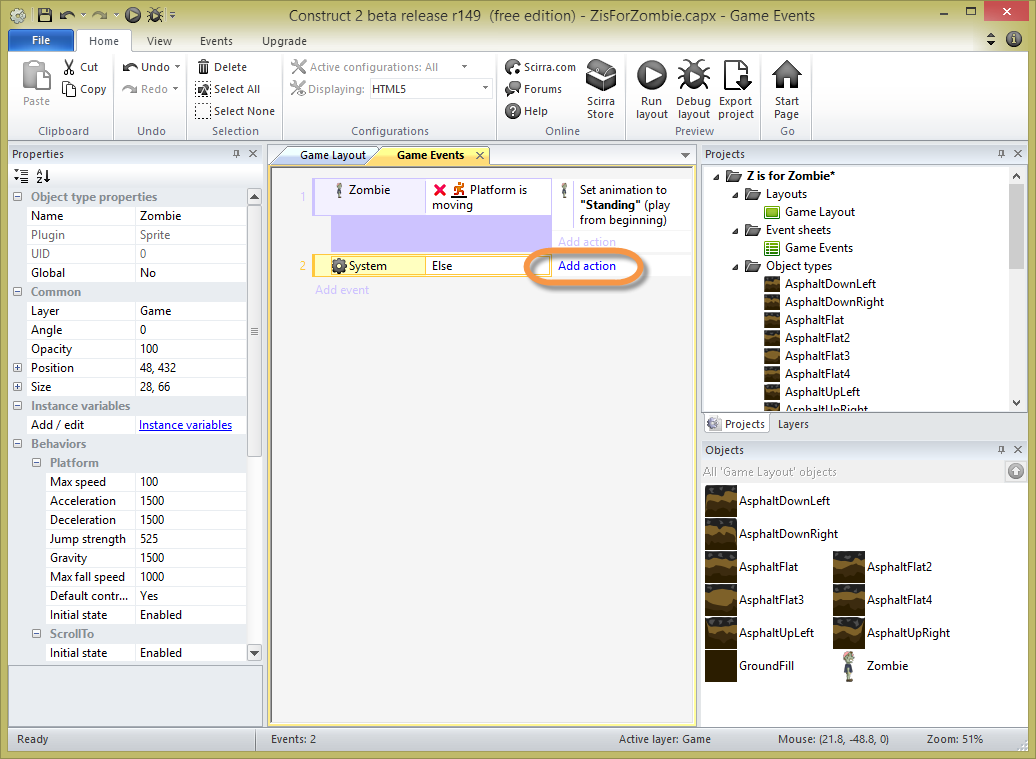 Construct 2 beta release r149 (free edition) - ZisForZombie.capx - Game Events
File Home View Events Upgrade
Paste Cut Copy
Clipboard
Undo
Redo
Undo
Delete
Select All
Select None
Selection
Active configurations: All
Displaying: HTML5
Configurations
Scirra.com
Forums
Help
Scirra
Store
Online
Run
layout
Debug
layout
Export
project
Preview
Start
Page
Go
Properties
Object type properties
Name Zombie
Plugin Sprite
UID 0
Global No
Common
Layer Game
Angle 0
Opacity 100
Position 48, 432
Size 28, 66
Instance variables
Add / edit Instance variables
Behaviors
Platform
Max speed 100
Acceleration 1500
Deceleration 1500
Jump strength 525
Gravity 1500
Max fall speed 1000
Default contr... Yes
Initial state Enabled
ScrollTo
Initial state Enabled
Game Layout Game Events
1 Zombie Platform is
moving
Set animation to
"Standing" (play
from beginning)
Add action
2 System Else Add action
Add event
Projects
Z is for Zombie*
Layouts
Game Layout
Event sheets
Game Events
Object types
AsphaltDownLeft
AsphaltDownRight
AsphaltFlat
AsphaltFlat2
AsphaltFlat3
AsphaltFlat4
AsphaltUpLeft
AsphaltUpRight
Projects Layers
Objects
All 'Game Layout' objects
AsphaltDownLeft
AsphaltDownRight
AsphaltFlat AsphaltFlat2
AsphaltFlat3 AsphaltFlat4
AsphaltUpLeft AsphaltUpRight
GroundFill Zombie
Ready Events: 2 Active layer: Game Mouse: (21.8, -48.8, 0) Zoom: 51%